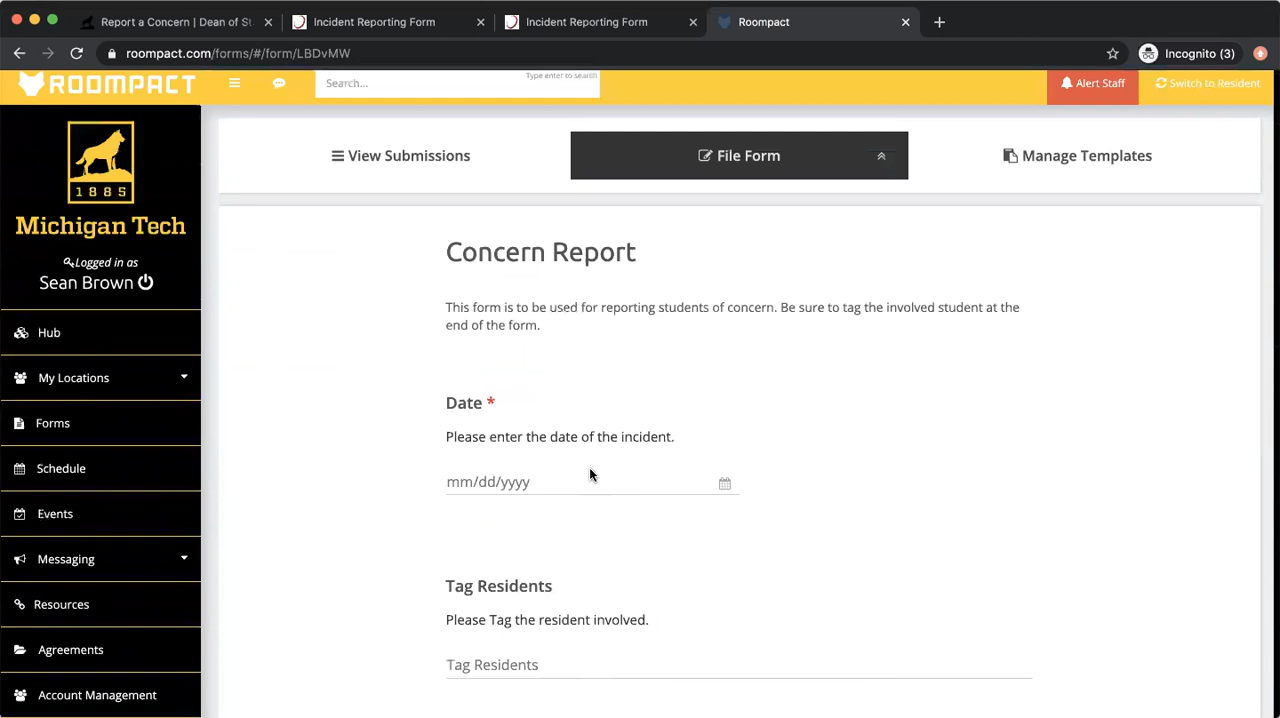 Report a Concern | Dean of St
Incident Reporting Form
Incident Reporting Form
Roompact
roompact.com/forms/#/form/LBDvMW
Incognito (3)
ROOMPACT
Search...
Type enter to search
Alert Staff
Switch to Resident
1885
Michigan Tech
Logged in as
Sean Brown
Hub
My Locations
Forms
Schedule
Events
Messaging
Resources
Agreements
Account Management
View Submissions
File Form
Manage Templates
Concern Report
This form is to be used for reporting students of concern. Be sure to tag the involved student at the
end of the form.
Date *
Please enter the date of the incident.
mm/dd/yyyy
Tag Residents
Please Tag the resident involved.
Tag Residents